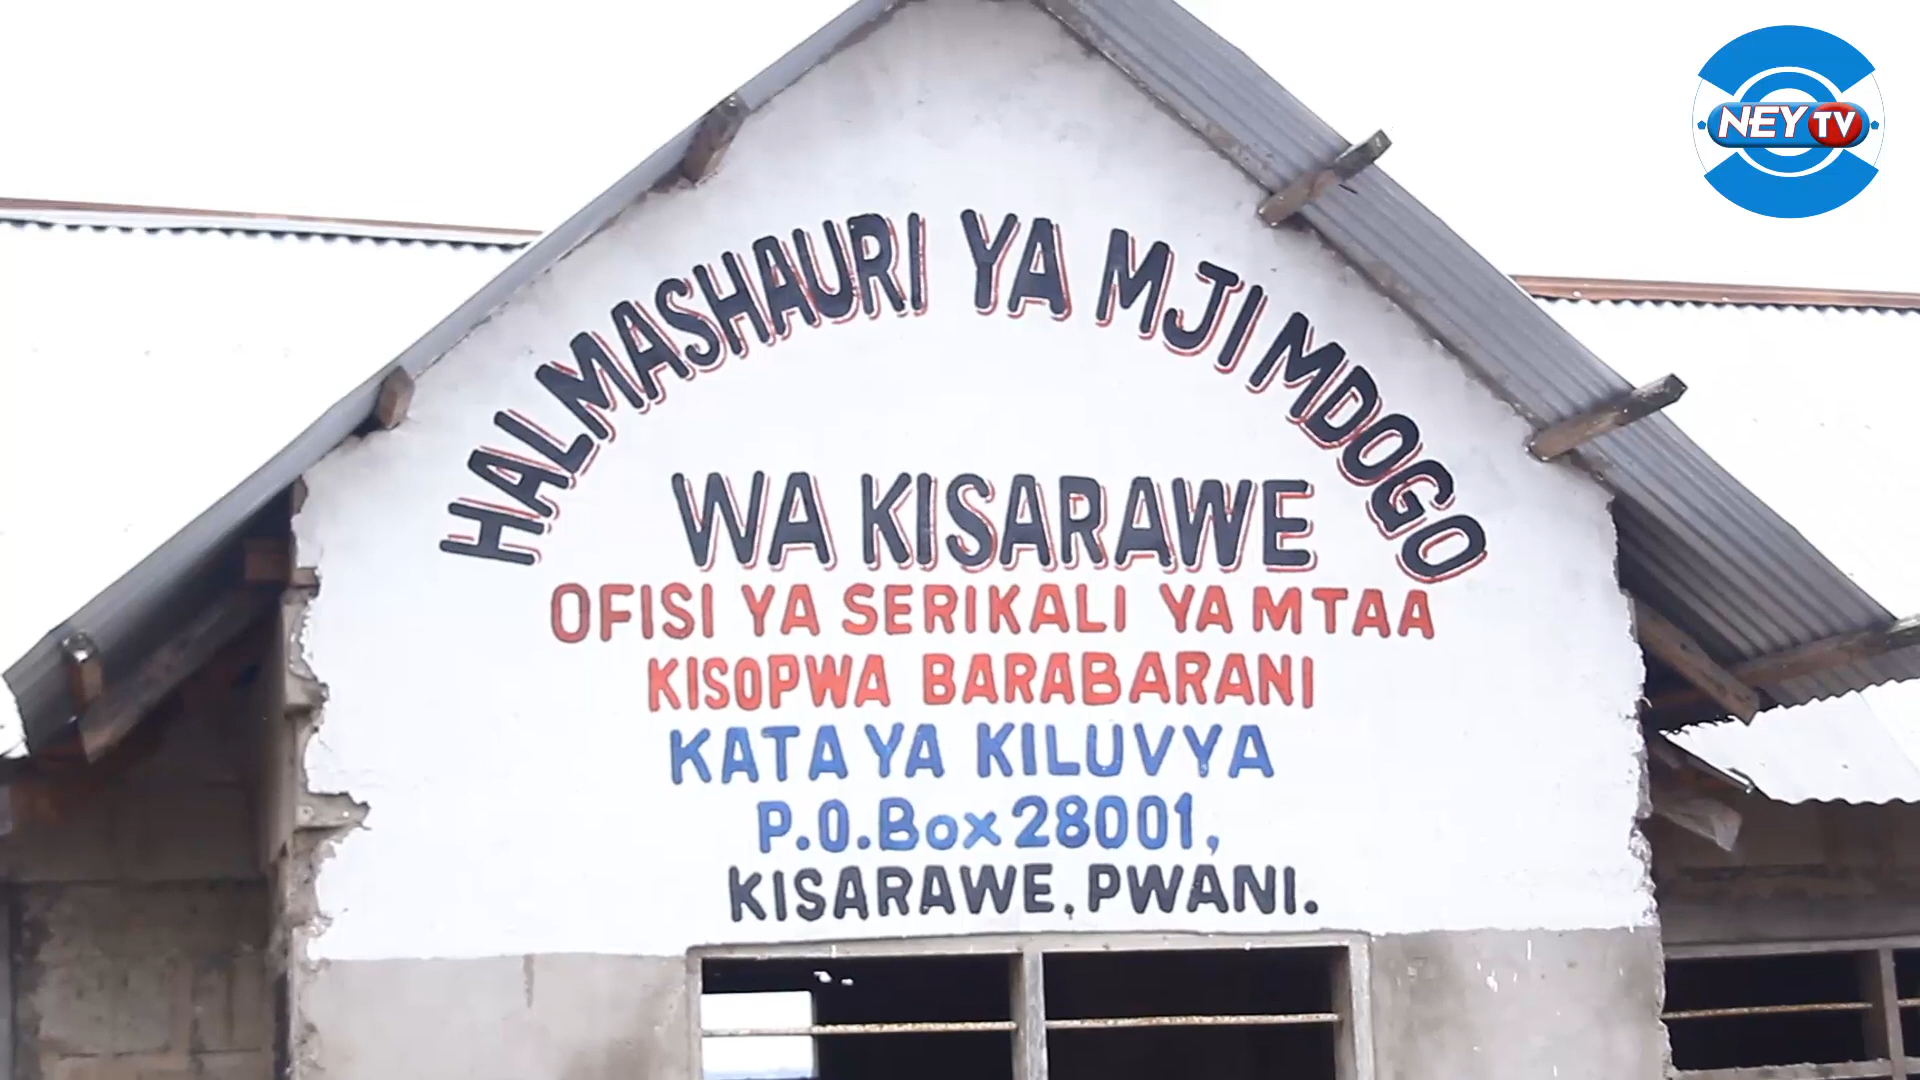 NEY TV
HALMASHAURI YA MJI MDOGO
WA KISARAWE
OFISI YA SERIKALI YA MTAA
KISOPWA BARABARANI
KATA YA KILUVYA
P.O.Box 28001,
KISARAWE, PWANI.